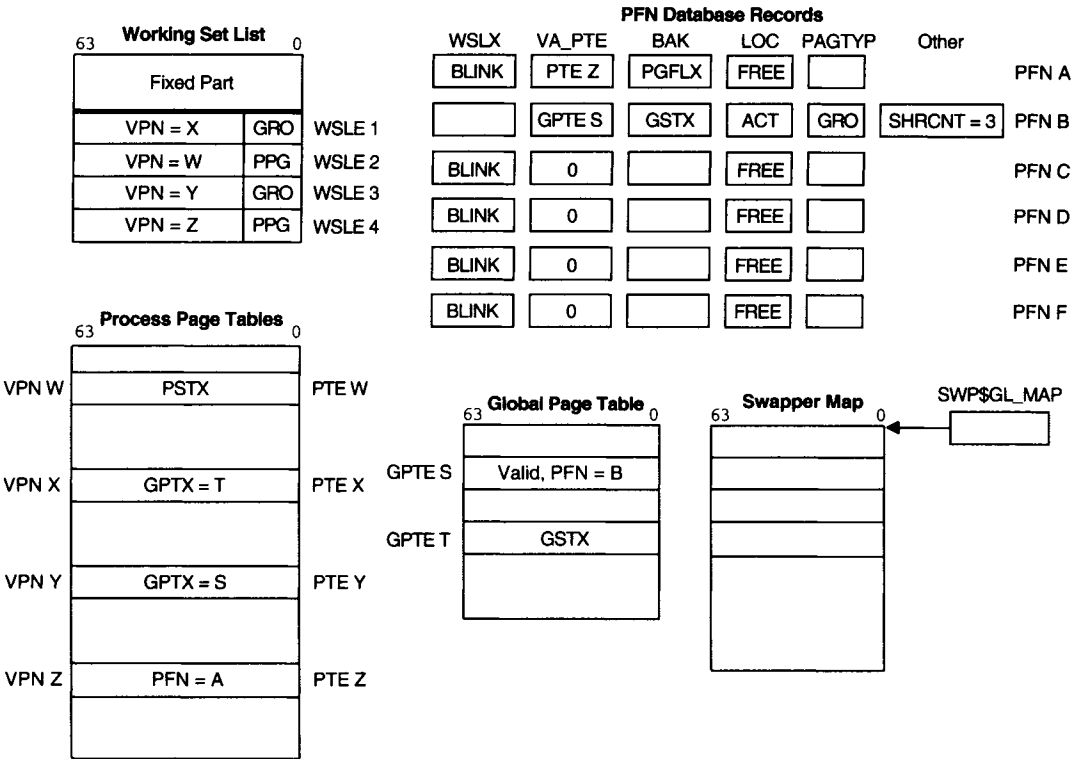 PFN Database Records
Working Set List
63 0
Fixed Part
VPN = X GRO WSLE 1
VPN = W PPG WSLE 2
VPN = Y GRO WSLE 3
VPN = Z PPG WSLE 4
WSLX VA_PTE BAK LOC PAGTYP Other
BLINK PTE Z PGFLX FREE PFN A
GPTE S GSTX ACT GRO SHRCNT = 3 PFN B
BLINK 0 FREE PFN C
BLINK 0 FREE PFN D
BLINK 0 FREE PFN E
BLINK 0 FREE PFN F
Process Page Tables
63 0
VPN W PSTX PTE W
VPN X GPTX = T PTE X
VPN Y GPTX = S PTE Y
VPN Z PFN = A PTE Z
Global Page Table
63 0
GPTE S Valid, PFN = B
GPTE T GSTX
Swapper Map
63 0
SWP$GL_MAP